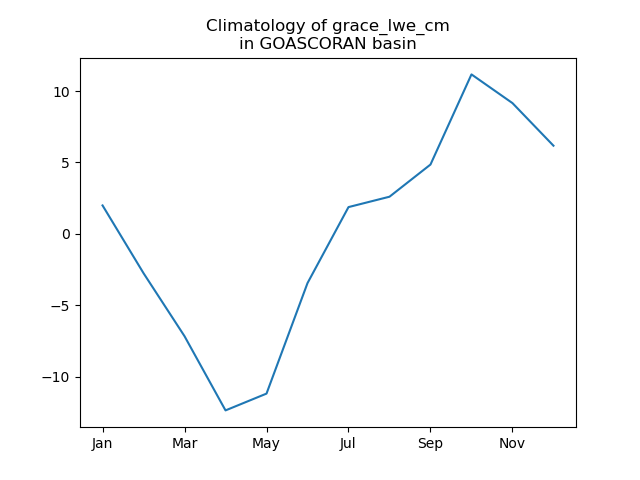 Climatology of grace_lwe_cm
in GOASCORAN basin
10
5
0
−5
−10
Jan
Mar
May
Jul
Sep
Nov